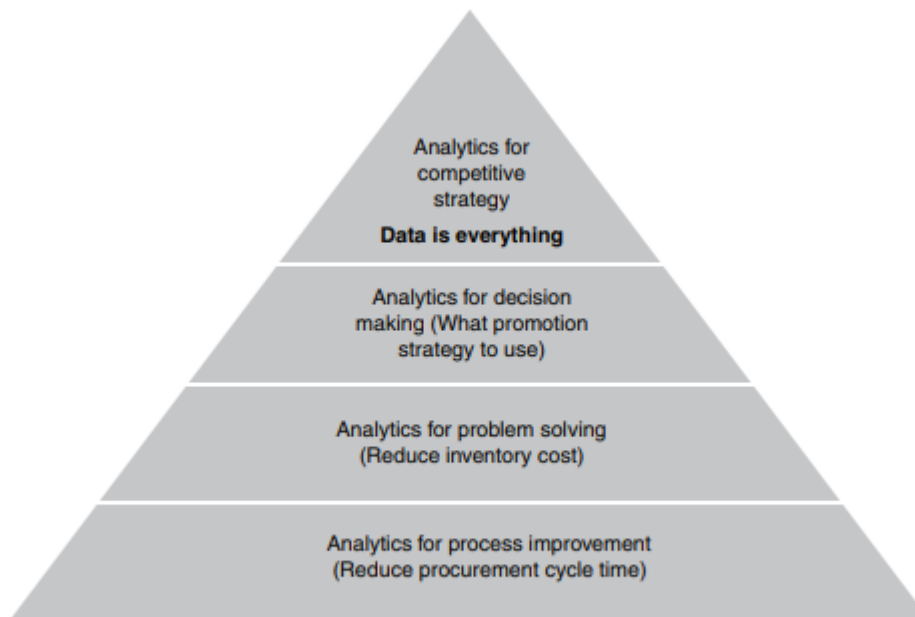 Analytics for
competitive
strategy
Data is everything
Analytics for decision
making (What promotion
strategy to use)
Analytics for problem solving
(Reduce inventory cost)
Analytics for process improvement
(Reduce procurement cycle time)